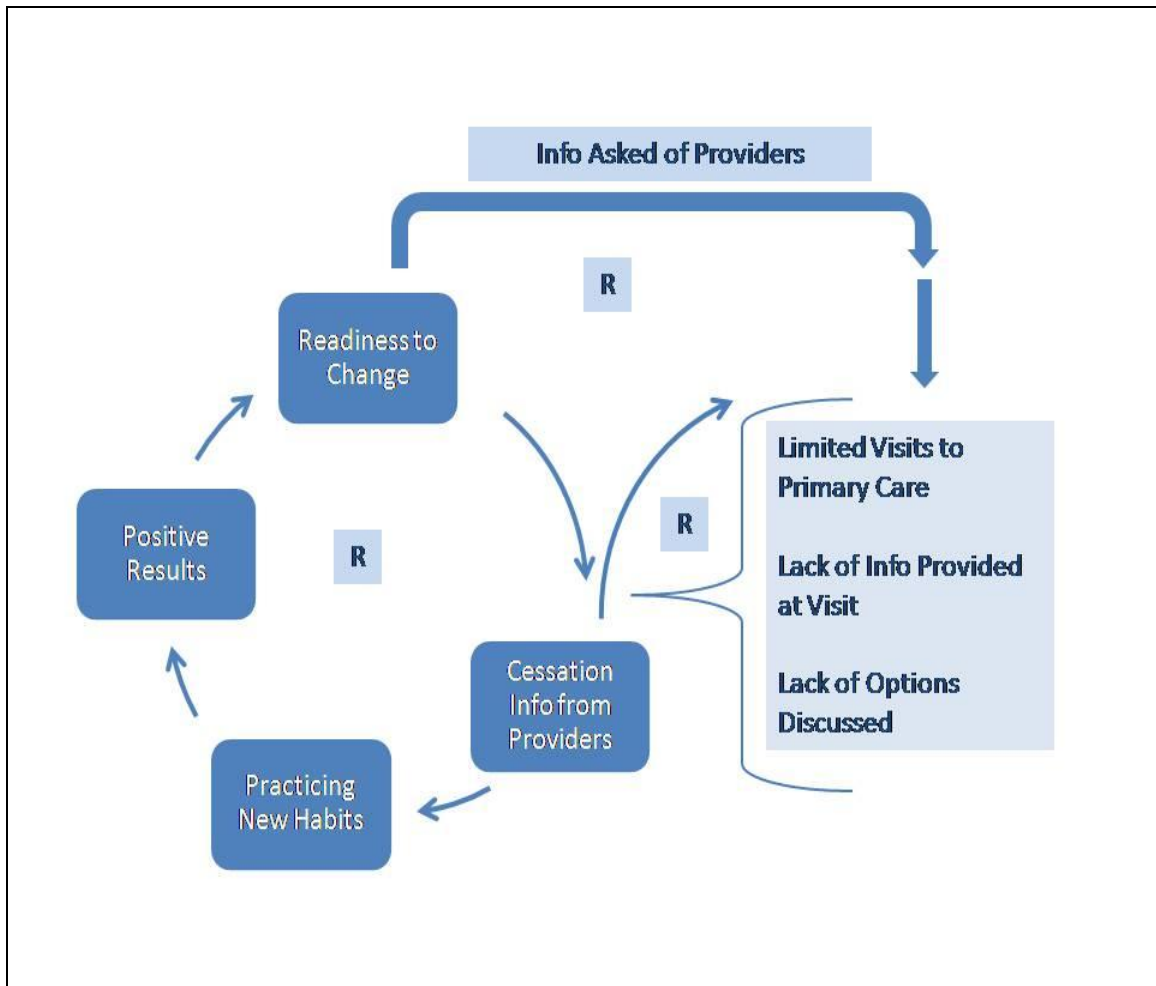 Info Asked of Providers
R
Readiness to
Change
Limited Visits to
Primary Care
Lack of Info Provided
at Visit
Lack of Options
Discussed
R
R
Positive
Results
Cessation
Info from
Providers
Practicing
New Habits